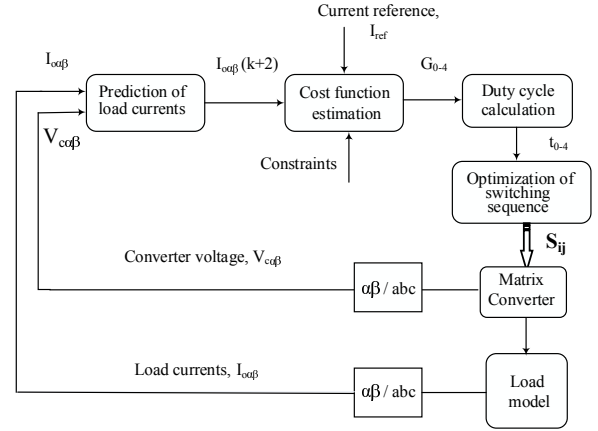 Current reference,
I_ref
I_oαβ
I_oαβ (k+2)
G_0-4
Prediction of
load currents
Cost function
estimation
Duty cycle
calculation
V_cαβ
t_0-4
Constraints
Optimization of
switching
sequence
S_ij
Converter voltage, V_cαβ
αβ / abc
Matrix
Converter
Load currents, I_oαβ
αβ / abc
Load
model